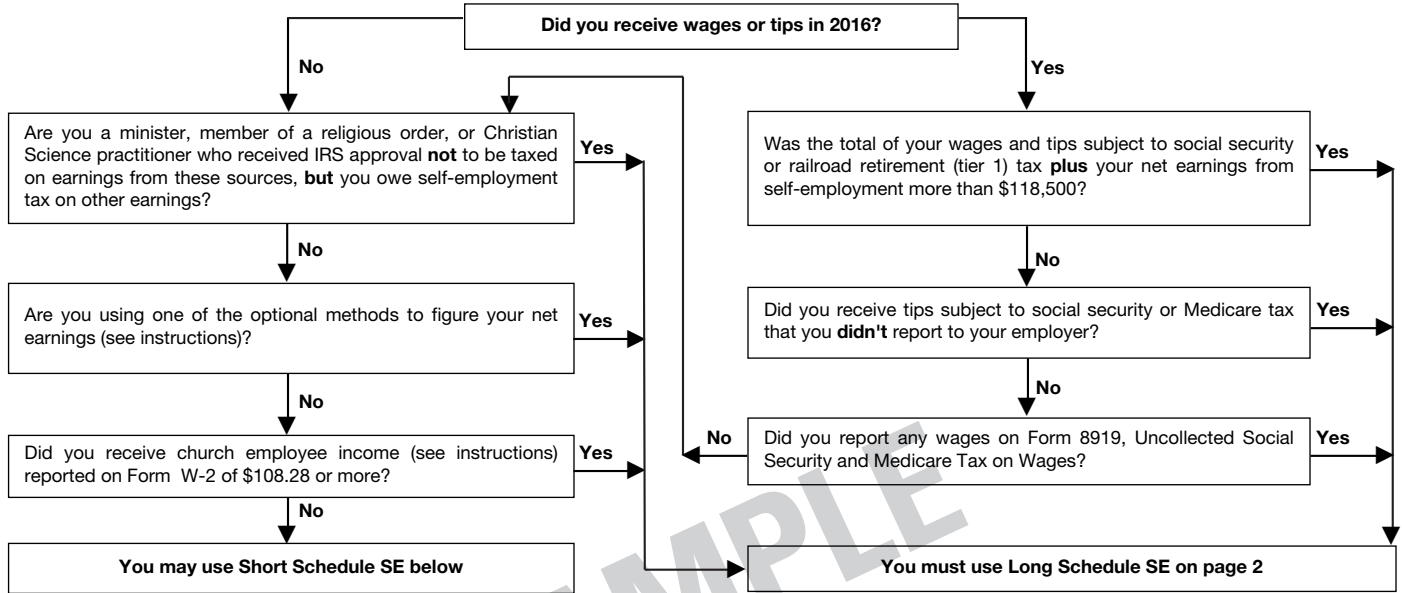 Did you receive wages or tips in 2016?
No
Yes
Are you a minister, member of a religious order, or Christian
Science practitioner who received IRS approval not to be taxed
on earnings from these sources, but you owe self-employment
tax on other earnings?
Yes
No
Are you using one of the optional methods to figure your net
earnings (see instructions)?
Yes
No
Did you receive church employee income (see instructions)
reported on Form W-2 of $108.28 or more?
Yes
No
You may use Short Schedule SE below
Was the total of your wages and tips subject to social security
or railroad retirement (tier 1) tax plus your net earnings from
self-employment more than $118,500?
Yes
No
Did you receive tips subject to social security or Medicare tax
that you didn't report to your employer?
Yes
No
Did you report any wages on Form 8919, Uncollected Social
Security and Medicare Tax on Wages?
No
Yes
You must use Long Schedule SE on page 2